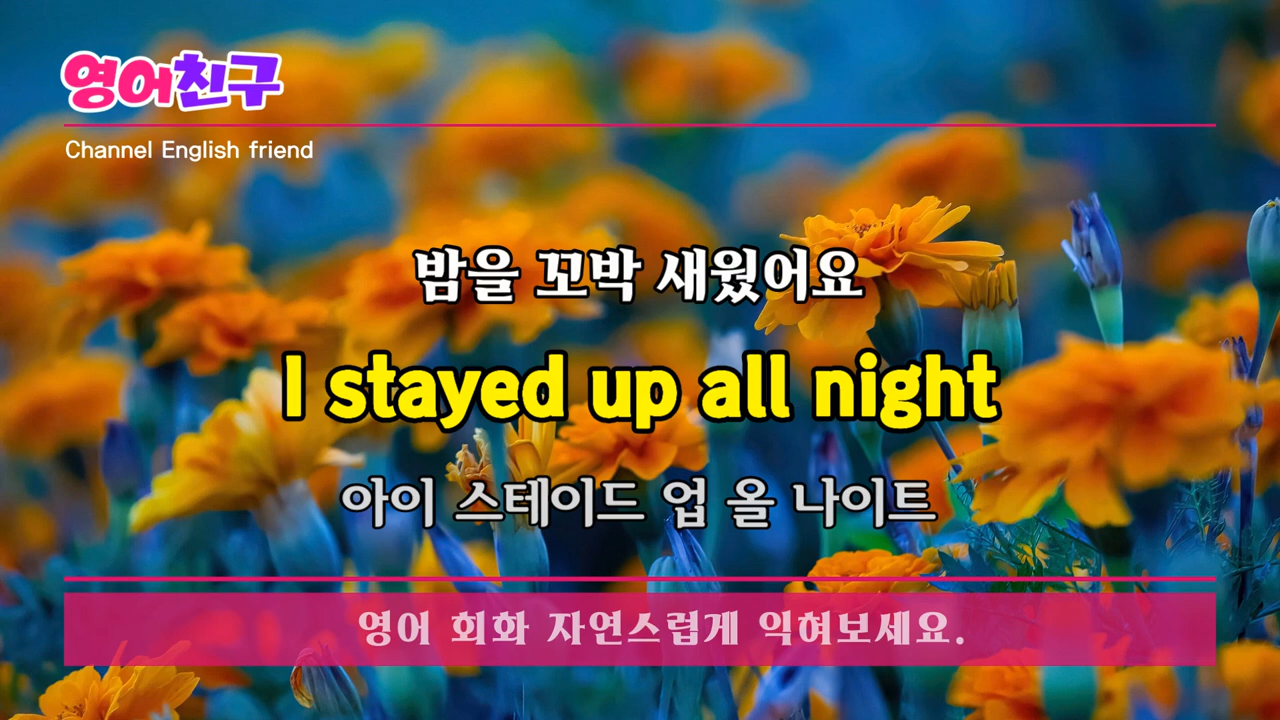 영어친구
Channel English friend
밤을 꼬박 새웠어요
I stayed up all night
아이 스테이드 업 올 나이트
영어 회화 자연스럽게 익혀보세요.